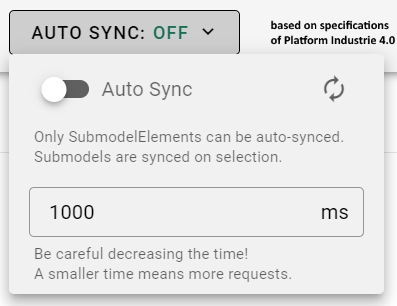 AUTO SYNC: OFF
based on specifications
of Platform Industrie 4.0
Auto Sync
Only SubmodelElements can be auto-synced.
Submodels are synced on selection.
1000 ms
Be careful decreasing the time!
A smaller time means more requests.